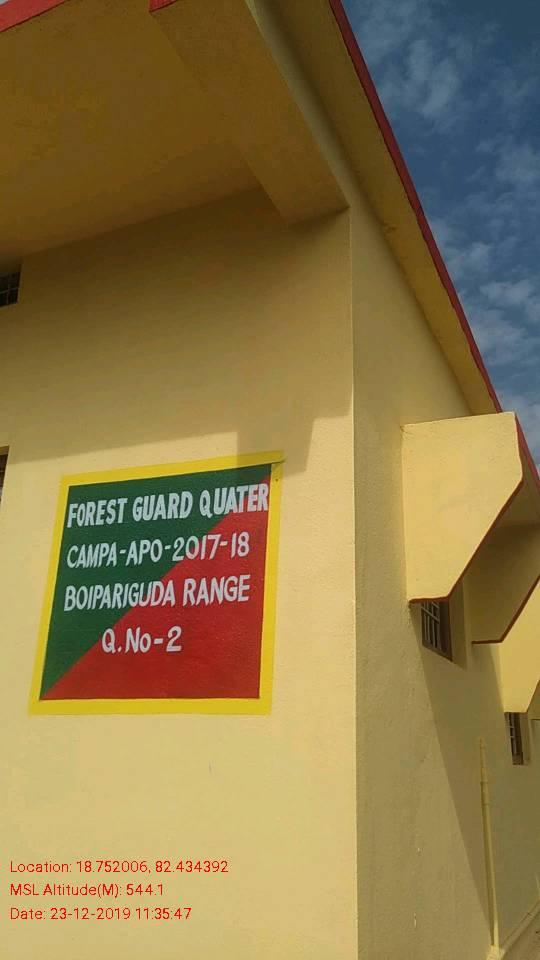 FOREST GUARD QUATER
CAMPA-APO-2017-18
BOIPARIGUDA RANGE
Q.No-2
Location: 18.752006, 82.434392
MSL Altitude(M): 544.1
Date: 23-12-2019 11:35:47